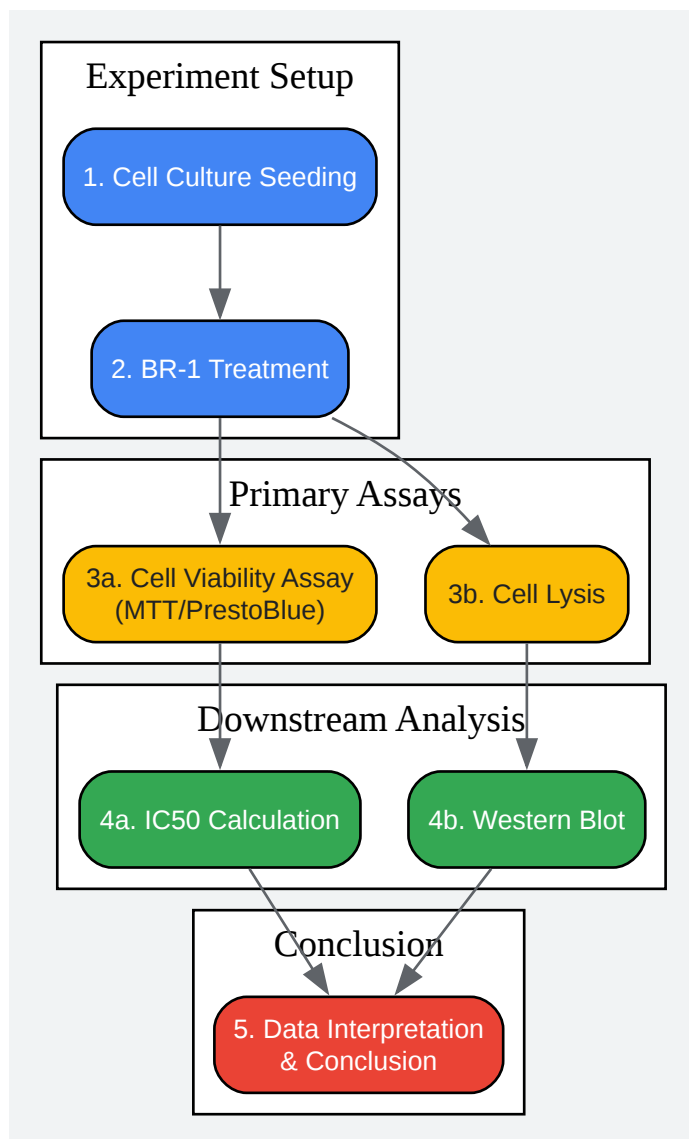 Experiment Setup
1. Cell Culture Seeding
2. BR-1 Treatment
Primary Assays
3a. Cell Viability Assay
(MTT/PrestoBlue)
3b. Cell Lysis
Downstream Analysis
4a. IC50 Calculation
4b. Western Blot
Conclusion
5. Data Interpretation
& Conclusion